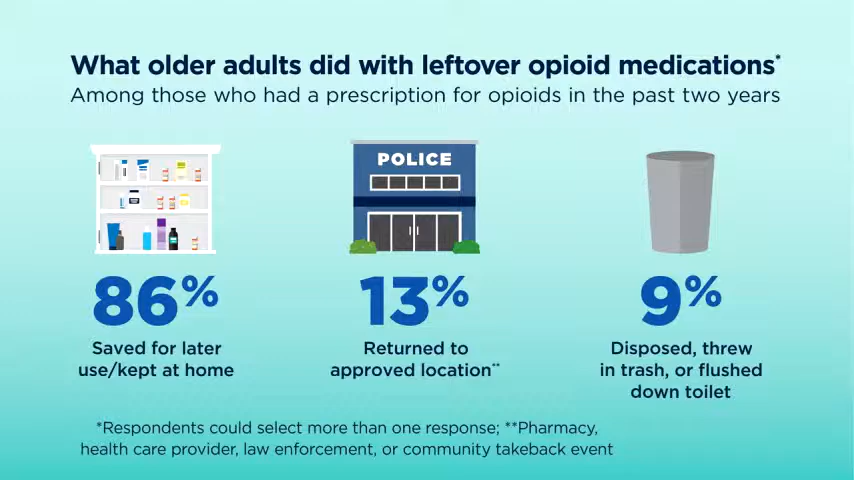 What older adults did with leftover opioid medications*
Among those who had a prescription for opioids in the past two years
POLICE
86%
Saved for later
use/kept at home
13%
Returned to
approved location**
9%
Disposed, threw
in trash, or flushed
down toilet
*Respondents could select more than one response; **Pharmacy,
health care provider, law enforcement, or community takeback event